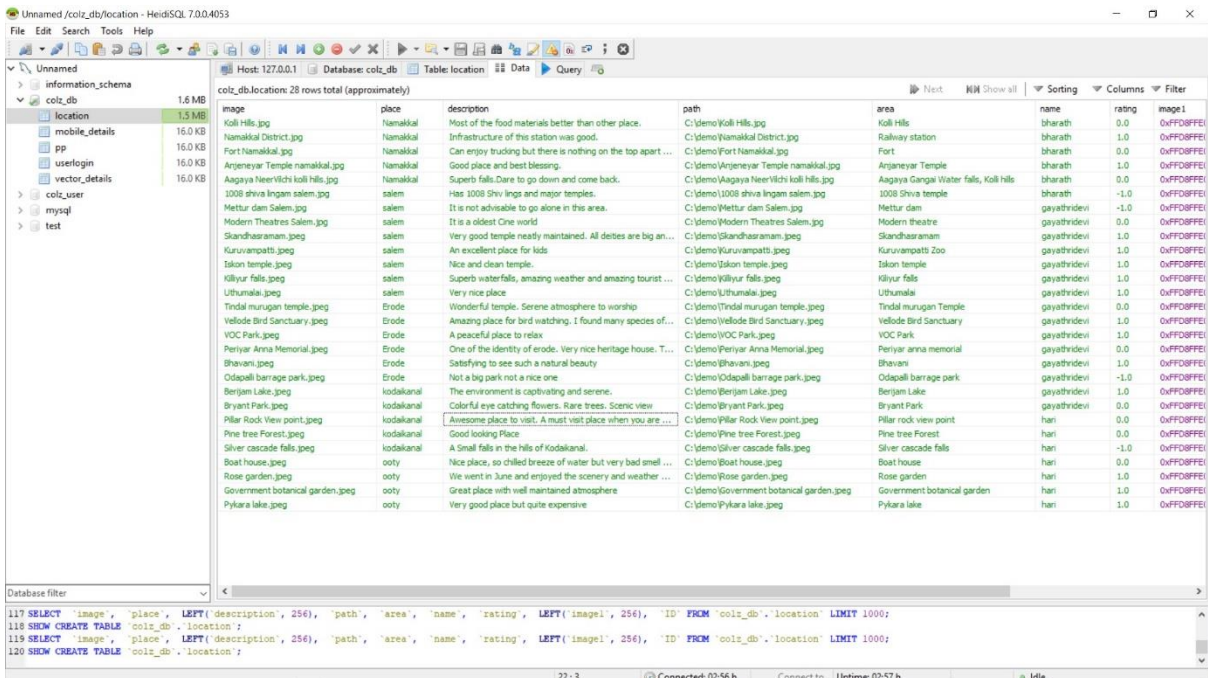 Unnamed /colz_db/location - HeidiSQL 7.0.0.4053
File Edit Search Tools Help
Unnamed
Host: 127.0.0.1 Database: colz_db Table: location Data Query
information_schema
colz_db 1.6 MB
location 1.5 MB
mobile_details 16.0 KB
pp 16.0 KB
userlogin 16.0 KB
vector_details 16.0 KB
colz_user
mysql
test
colz_db.location: 28 rows total (approximately) Next Show all Sorting Columns Filter
image place description path area name rating image1
Kolli Hills.jpg Namakkal Most of the food materials better than other place. C:\demo\Kolli Hills.jpg Kolli Hills bharath 0.0 0xFFD8FFE
Namakkal District.jpg Namakkal Infrastructure of this station was good. C:\demo\Namakkal District.jpg Railway station bharath 1.0 0xFFD8FFE
Fort Namakkal.jpg Namakkal Can enjoy trucking but there is nothing on the top apart ... C:\demo\Fort Namakkal.jpg Fort bharath 0.0 0xFFD8FFE
Anjeneyar Temple namakkal.jpg Namakkal Good place and best blessing. C:\demo\Anjeneyar Temple namakkal.jpg Anjaneyar Temple bharath 1.0 0xFFD8FFE
Aagaya NeerVilchi kolli hills.jpg Namakkal Superb falls.Dare to go down and come back. C:\demo\Aagaya NeerVilchi kolli hills.jpg Aagaya Gangai Water falls, Kolli hills bharath 0.0 0xFFD8FFE
1008 shiva lingam salem.jpg salem Has 1008 Shiv lings and major temples. C:\demo\1008 shiva lingam salem.jpg 1008 Shiva temple bharath -1.0 0xFFD8FFE
Mettur dam Salem.jpg salem It is not advisable to go alone in this area. C:\demo\Mettur dam Salem.jpg Mettur dam gayathridevi -1.0 0xFFD8FFE
Modern Theatres Salem.jpg salem It is a oldest Cine world C:\demo\Modern Theatres Salem.jpg Modern theatre gayathridevi 0.0 0xFFD8FFE
Skandhasramam.jpeg salem Very good temple neatly maintained. All deities are big an... C:\demo\Skandhasramam.jpeg Skandhasramam gayathridevi 1.0 0xFFD8FFE
Kuruvampatti.jpeg salem An excellent place for kids C:\demo\Kuruvampatti.jpeg Kuruvampatti Zoo gayathridevi 1.0 0xFFD8FFE
Iskon temple.jpeg salem Nice and clean temple. C:\demo\Iskon temple.jpeg Iskon temple gayathridevi 1.0 0xFFD8FFE
Killiyur falls.jpeg salem Superb waterfalls, amazing weather and amazing tourist ... C:\demo\Killiyur falls.jpeg Kiliyur falls gayathridevi 1.0 0xFFD8FFE
Uthumalai.jpeg salem Very nice place C:\demo\Uthumalai.jpeg Uthumalai gayathridevi 1.0 0xFFD8FFE
Tindal murugan temple.jpeg Erode Wonderful temple. Serene atmosphere to worship C:\demo\Tindal murugan temple.jpeg Tindal murugan Temple gayathridevi 0.0 0xFFD8FFE
Vellode Bird Sanctuary.jpeg Erode Amazing place for bird watching. I found many species of... C:\demo\Vellode Bird Sanctuary.jpeg Vellode Bird Sanctuary gayathridevi 1.0 0xFFD8FFE
VOC Park.jpeg Erode A peaceful place to relax C:\demo\VOC Park.jpeg VOC Park gayathridevi 1.0 0xFFD8FFE
Periyar Anna Memorial.jpeg Erode One of the identity of erode. Very nice heritage house. T... C:\demo\Periyar Anna Memorial.jpeg Periyar anna memorial gayathridevi 0.0 0xFFD8FFE
Bhavani.jpeg Erode Satisfying to see such a natural beauty C:\demo\Bhavani.jpeg Bhavani gayathridevi 1.0 0xFFD8FFE
Odapalli barrage park.jpeg Erode Not a big park not a nice one C:\demo\Odapalli barrage park.jpeg Odapalli barrage park gayathridevi -1.0 0xFFD8FFE
Berijam Lake.jpeg kodaikanal The environment is captivating and serene. C:\demo\Berijam Lake.jpeg Berijam Lake gayathridevi 1.0 0xFFD8FFE
Bryant Park.jpeg kodaikanal Colorful eye catching flowers. Rare trees. Scenic view C:\demo\Bryant Park.jpeg Bryant Park gayathridevi 0.0 0xFFD8FFE
Pillar Rock View point.jpeg kodaikanal Awesome place to visit. A must visit place when you are ... C:\demo\Pillar Rock View point.jpeg Pillar rock view point hari 0.0 0xFFD8FFE
Pine tree Forest.jpeg kodaikanal Good looking Place C:\demo\Pine tree Forest.jpeg Pine tree Forest hari 0.0 0xFFD8FFE
Silver cascade falls.jpeg kodaikanal A Small falls in the hills of Kodaikanal. C:\demo\Silver cascade falls.jpeg Silver cascade falls hari -1.0 0xFFD8FFE
Boat house.jpeg ooty Nice place, so chilled breeze of water but very bad smell ... C:\demo\Boat house.jpeg Boat house hari 0.0 0xFFD8FFE
Rose garden.jpeg ooty We went in June and enjoyed the scenery and weather ... C:\demo\Rose garden.jpeg Rose garden hari 1.0 0xFFD8FFE
Government botanical garden.jpeg ooty Great place with well maintained atmosphere C:\demo\Government botanical garden.jpeg Government botanical garden hari 1.0 0xFFD8FFE
Pykara lake.jpeg ooty Very good place but quite expensive C:\demo\Pykara lake.jpeg Pykara lake hari 1.0 0xFFD8FFE
Database filter
117 SELECT `image`, `place`, LEFT(`description`, 256), `path`, `area`, `name`, `rating`, LEFT(`image1`, 256), `ID` FROM `colz_db`.`location` LIMIT 1000;
118 SHOW CREATE TABLE `colz_db`.`location`;
119 SELECT `image`, `place`, LEFT(`description`, 256), `path`, `area`, `name`, `rating`, LEFT(`image1`, 256), `ID` FROM `colz_db`.`location` LIMIT 1000;
120 SHOW CREATE TABLE `colz_db`.`location`;
22 : 3 Connected: 02:56 h Connect to Uptime: 02:57 h Idle